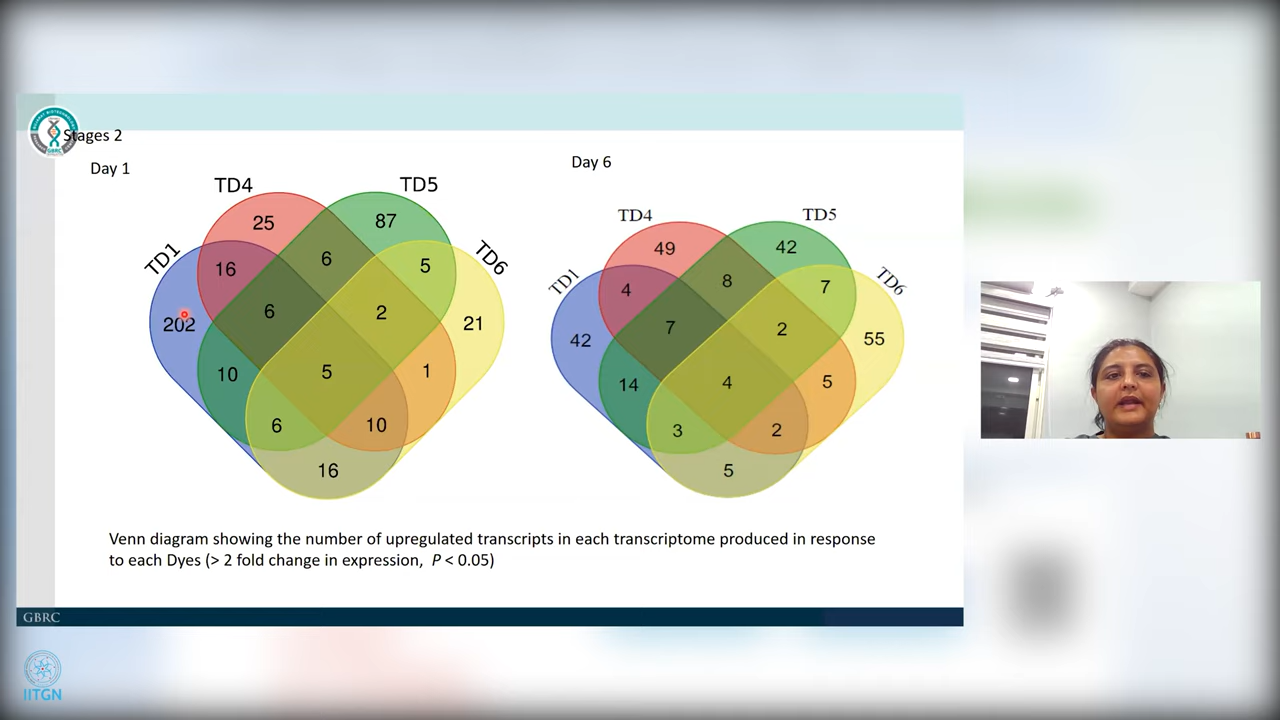 Stages 2
Day 1
Day 6
TD4
TD5
TD1
TD6
25
87
16
6
5
202
6
2
21
10
5
1
6
10
16
TD4
TD5
TD1
TD6
49
42
4
8
7
42
7
2
55
14
4
5
3
2
5
Venn diagram showing the number of upregulated transcripts in each transcriptome produced in response
to each Dyes (> 2 fold change in expression, P < 0.05)
GBRC
IITGN